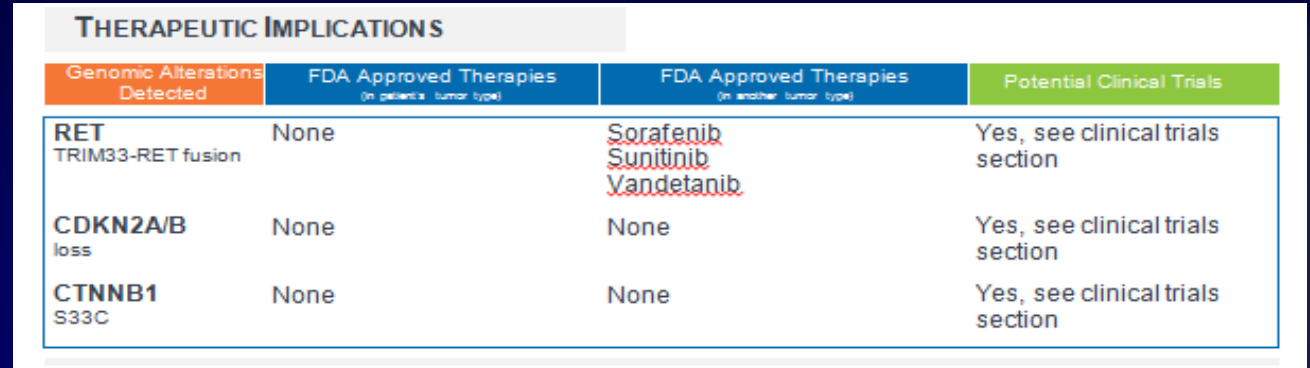 THERAPEUTIC IMPLICATIONS
Genomic Alterations Detected
FDA Approved Therapies
(in patient's tumor type)
FDA Approved Therapies
(in another tumor type)
Potential Clinical Trials
RET
TRIM33-RET fusion
None
Sorafenib
Sunitinib
Vandetanib
Yes, see clinical trials
section
CDKN2A/B
loss
None
None
Yes, see clinical trials
section
CTNNB1
S33C
None
None
Yes, see clinical trials
section